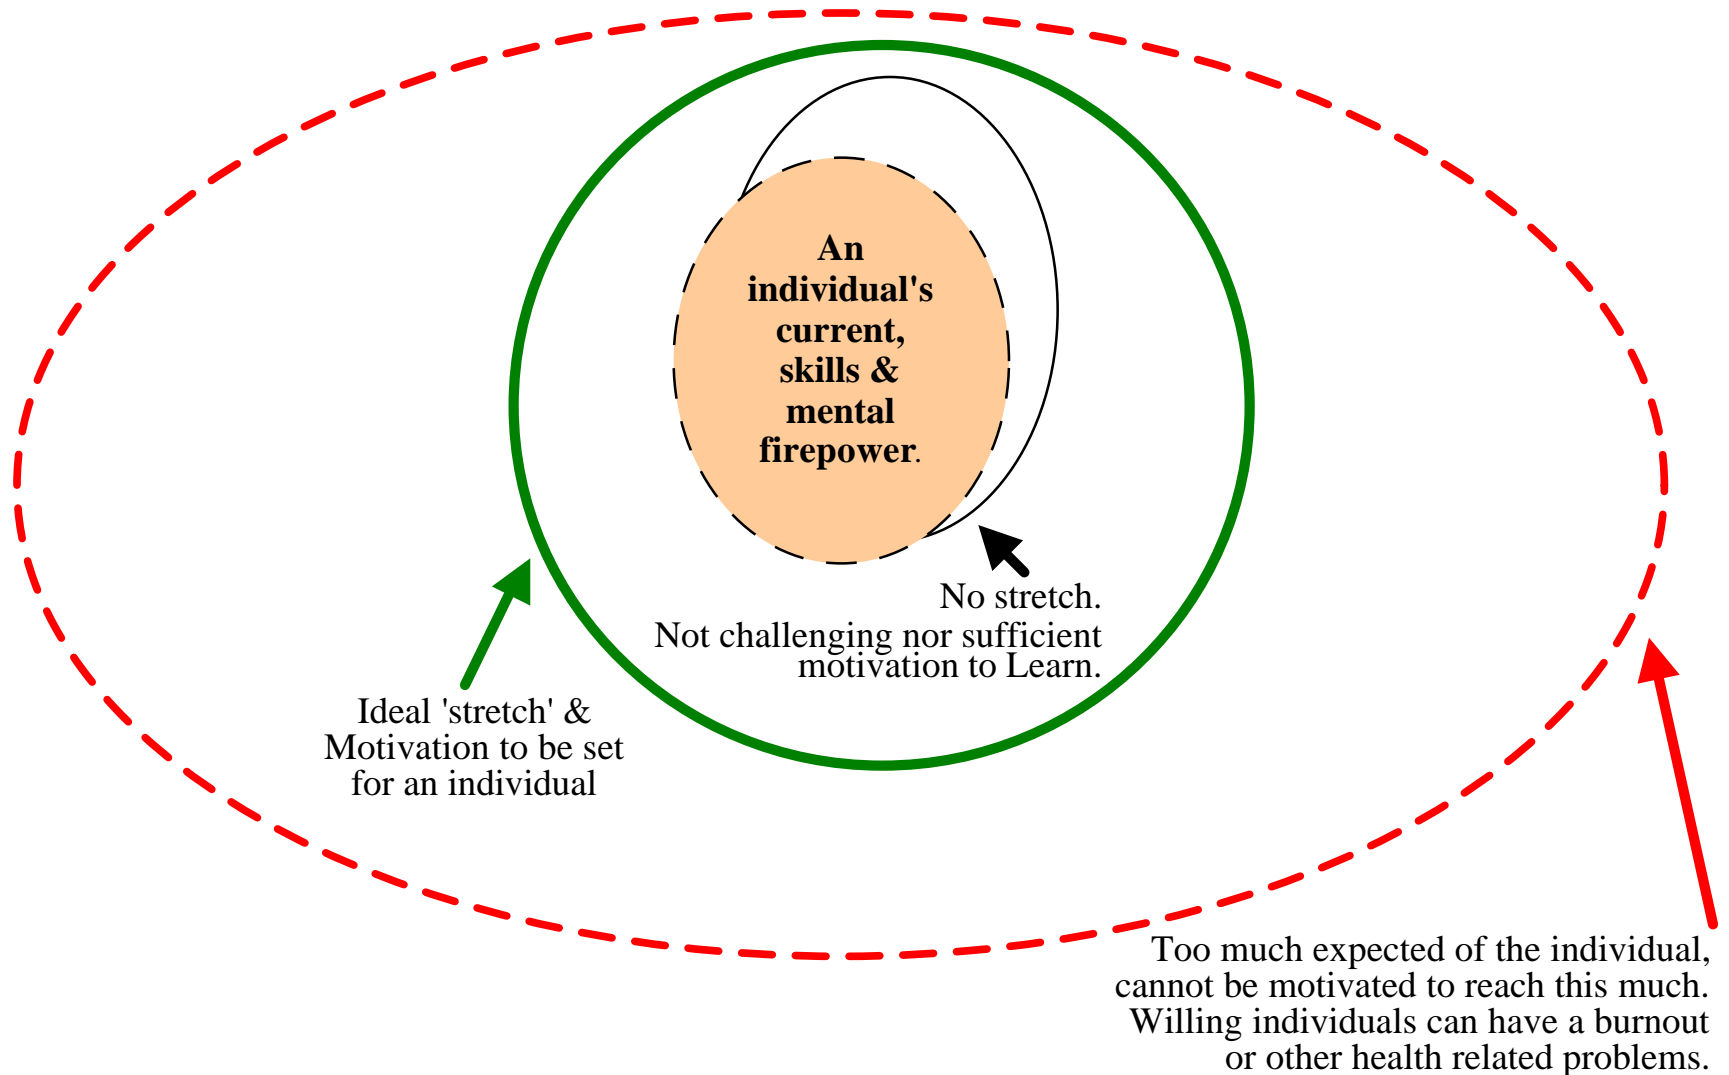 An
individual's
current,
skills &
mental
firepower.
No stretch.
Not challenging nor sufficient
motivation to Learn.
Ideal 'stretch' &
Motivation to be set
for an individual
Too much expected of the individual,
cannot be motivated to reach this much.
Willing individuals can have a burnout
or other health related problems.